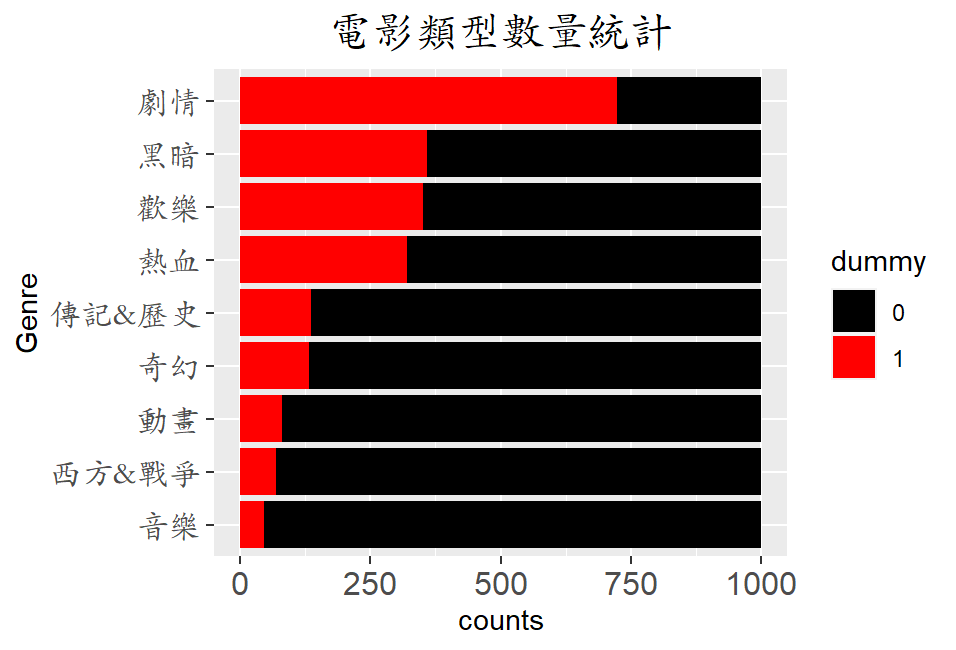 電影類型數量統計
Genre
劇情
黑暗
歡樂
熱血
傳記&歷史
奇幻
動畫
西方&戰爭
音樂
0 250 500 750 1000
counts
dummy
0
1